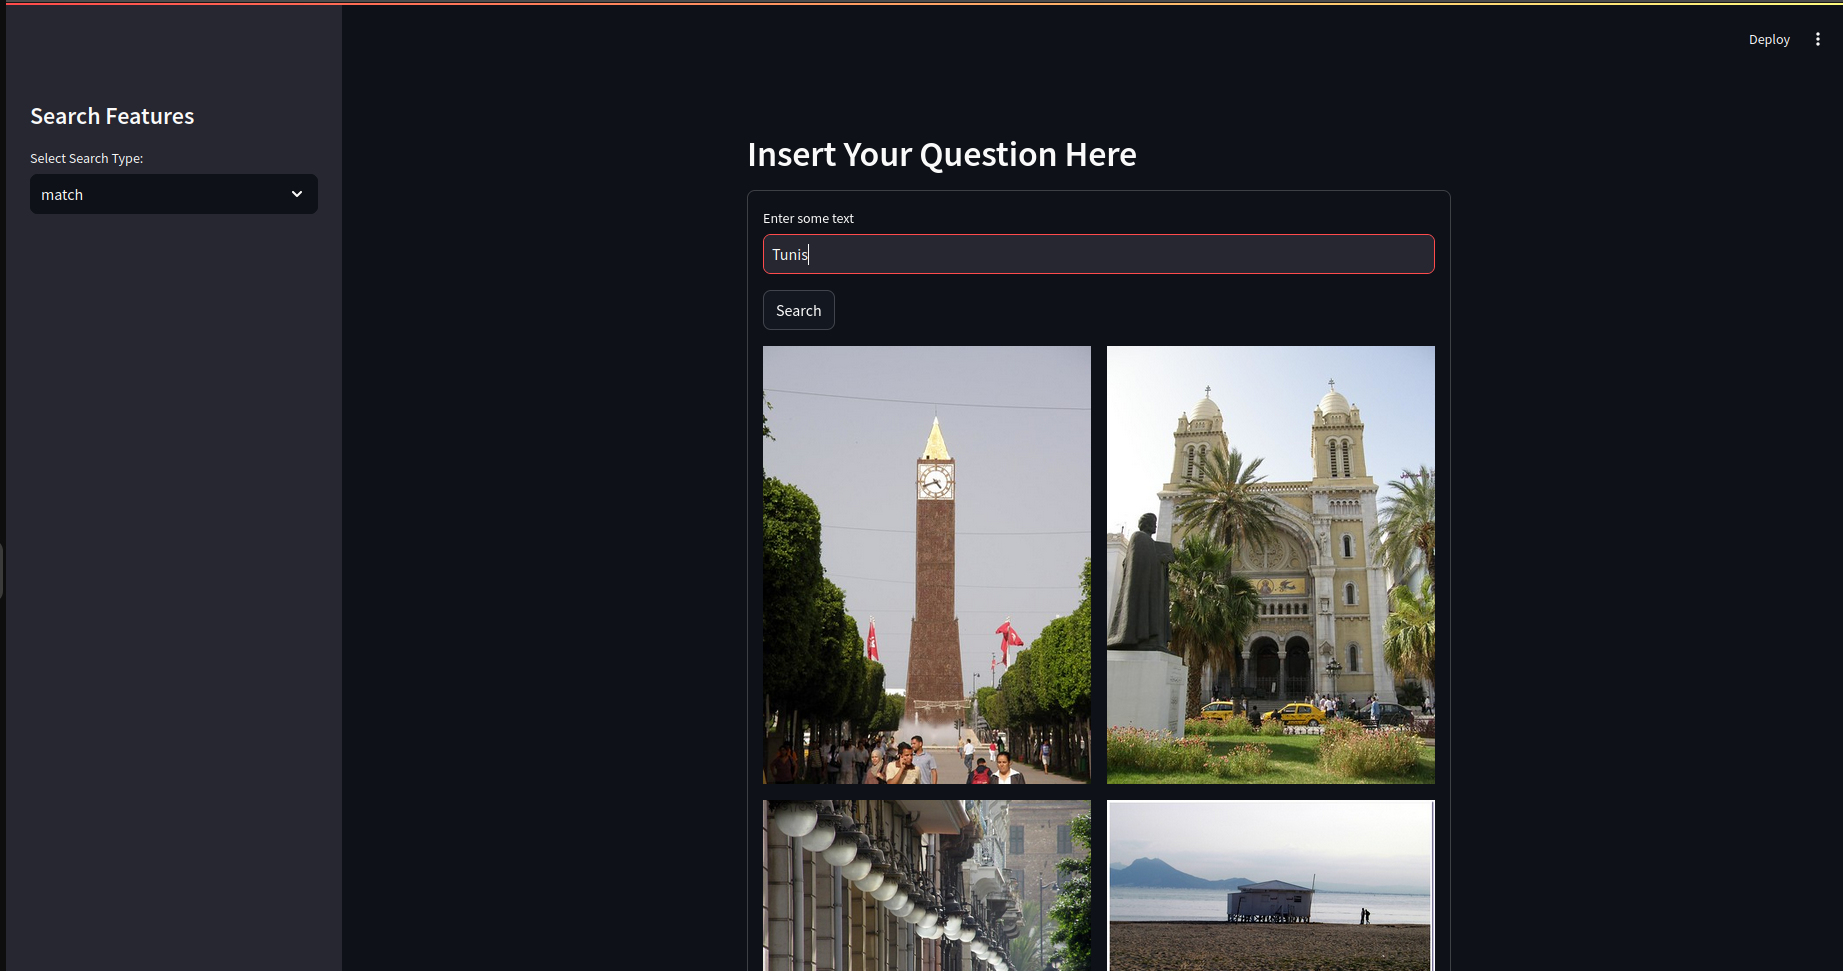 Deploy
Search Features
Select Search Type:
match
Insert Your Question Here
Enter some text
Tunis
Search